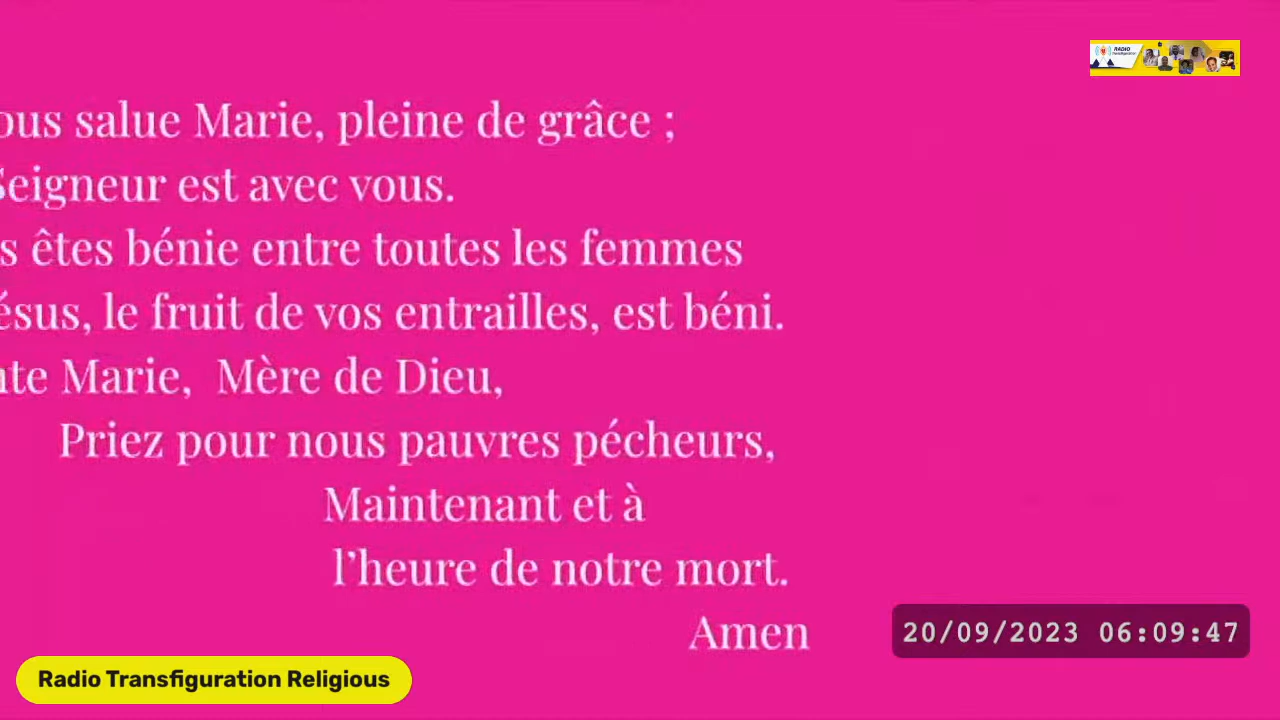 ous salue Marie, pleine de grâce ;
Seigneur est avec vous.
s êtes bénie entre toutes les femmes
ésus, le fruit de vos entrailles, est béni.
nte Marie, Mère de Dieu,
Priez pour nous pauvres pécheurs,
Maintenant et à
l’heure de notre mort.
Amen
RADIO
20/09/2023 06:09:47
Radio Transfiguration Religious